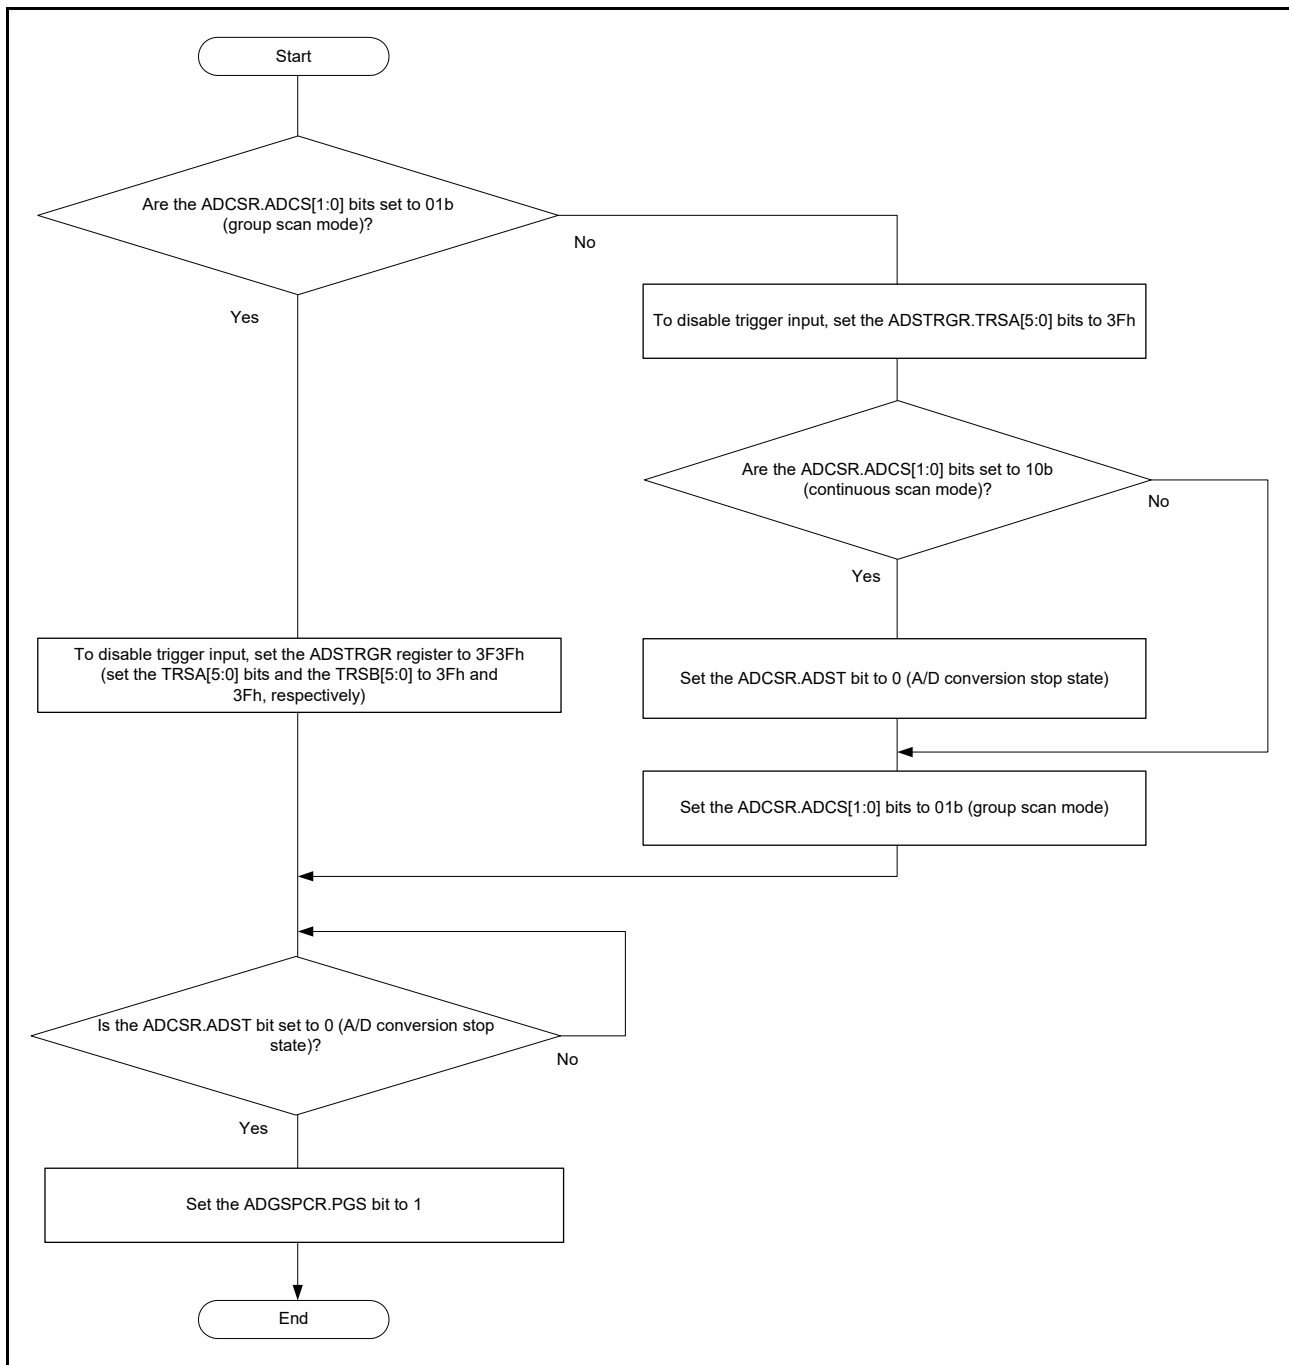 Start
Are the ADCSR.ADCS[1:0] bits set to 01b
(group scan mode)?
No
Yes
To disable trigger input, set the ADSTRGR.TRSA[5:0] bits to 3Fh
Are the ADCSR.ADCS[1:0] bits set to 10b
(continuous scan mode)?
No
Yes
To disable trigger input, set the ADSTRGR register to 3F3Fh
(set the TRSA[5:0] bits and the TRSB[5:0] to 3Fh and
3Fh, respectively)
Set the ADCSR.ADST bit to 0 (A/D conversion stop state)
Set the ADCSR.ADCS[1:0] bits to 01b (group scan mode)
Is the ADCSR.ADST bit set to 0 (A/D conversion stop
state)?
No
Yes
Set the ADGSPCR.PGS bit to 1
End